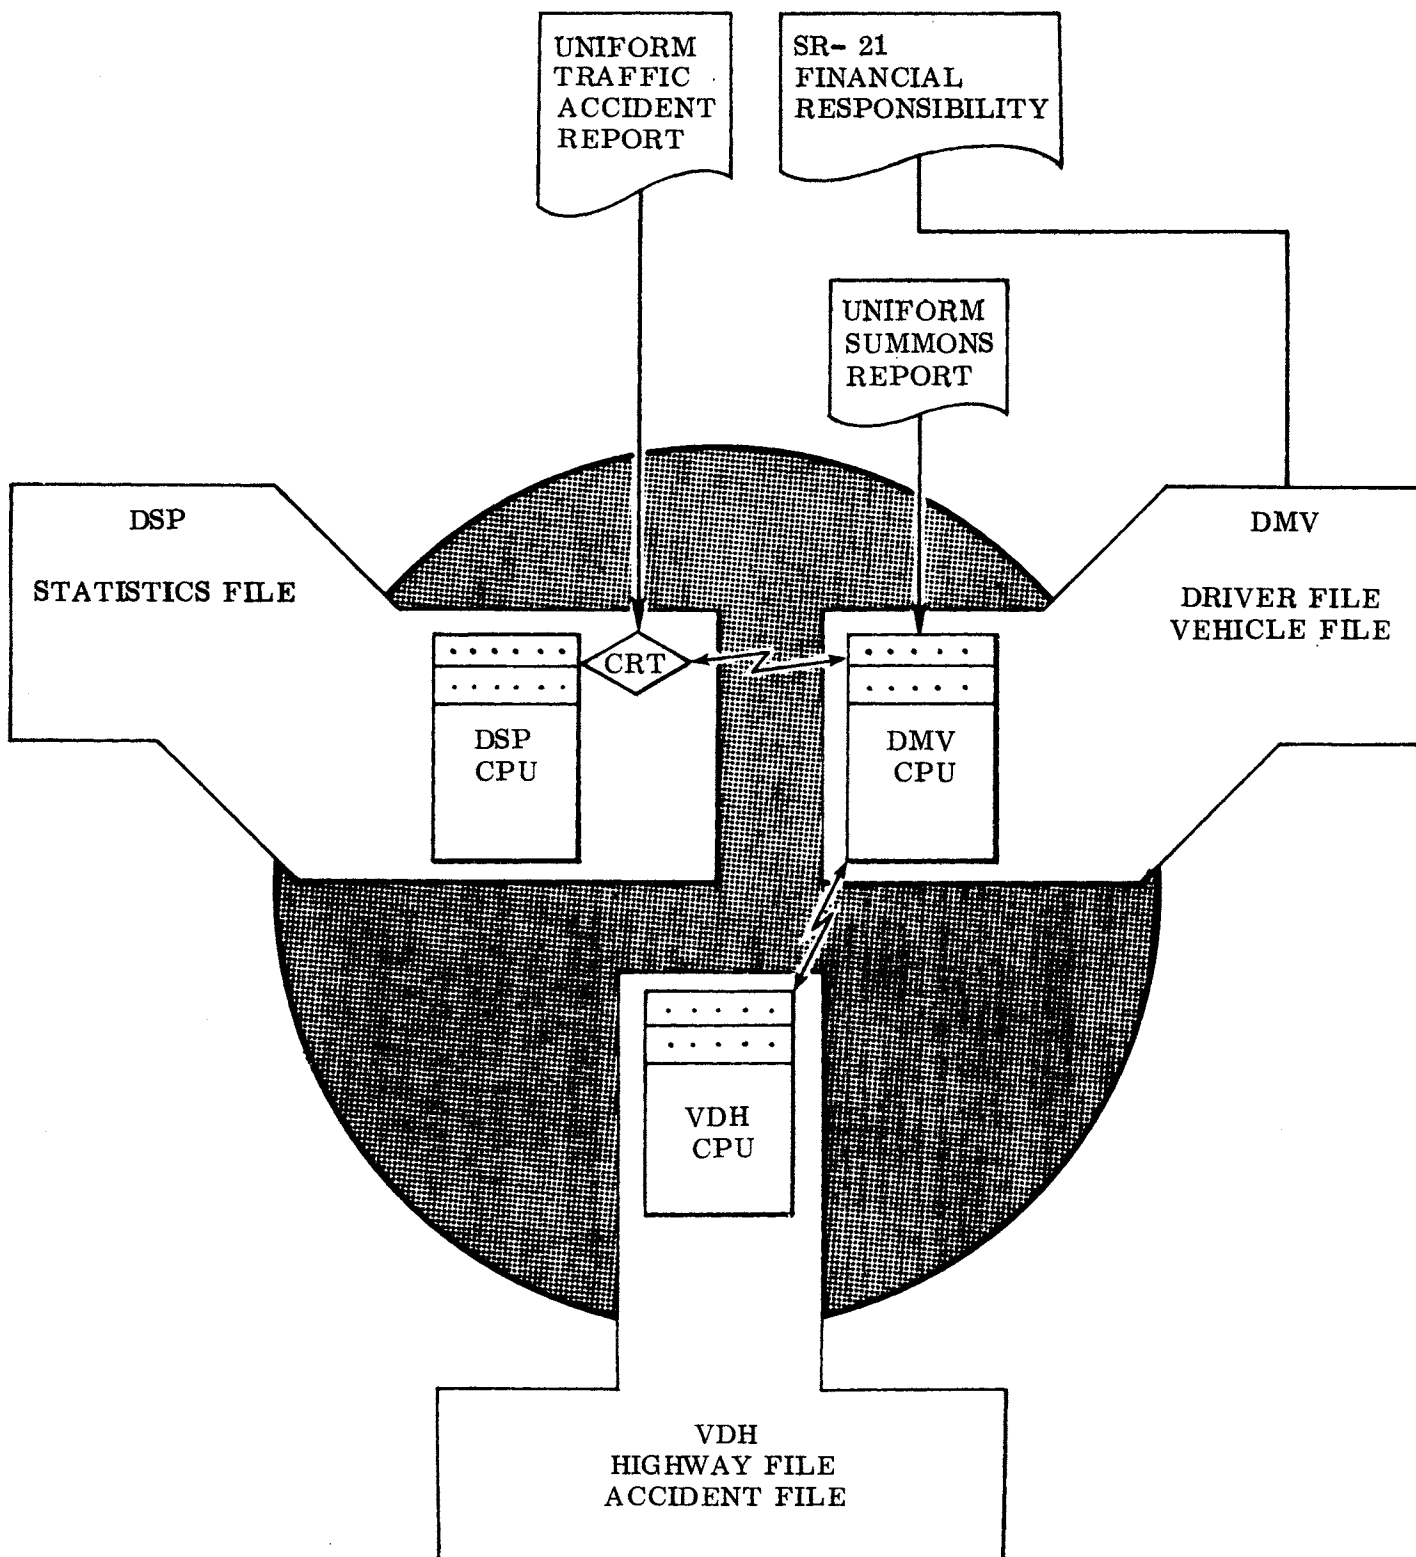 UNIFORM
TRAFFIC
ACCIDENT
REPORT
SR- 21
FINANCIAL
RESPONSIBILITY
UNIFORM
SUMMONS
REPORT
DSP
STATISTICS FILE
DMV
DRIVER FILE
VEHICLE FILE
CRT
DSP
CPU
DMV
CPU
VDH
CPU
VDH
HIGHWAY FILE
ACCIDENT FILE